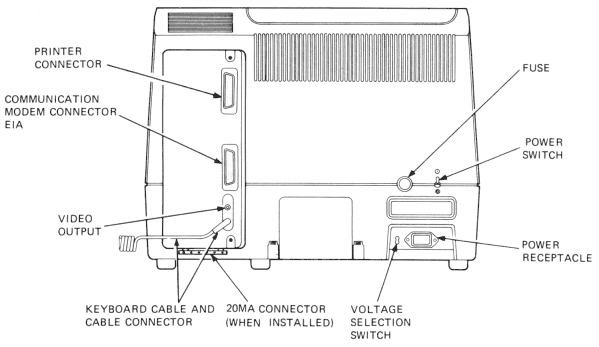 PRINTER
CONNECTOR
COMMUNICATION
MODEM CONNECTOR
EIA
VIDEO
OUTPUT
KEYBOARD CABLE AND
CABLE CONNECTOR
20MA CONNECTOR
(WHEN INSTALLED)
VOLTAGE
SELECTION
SWITCH
FUSE
POWER
SWITCH
POWER
RECEPTACLE